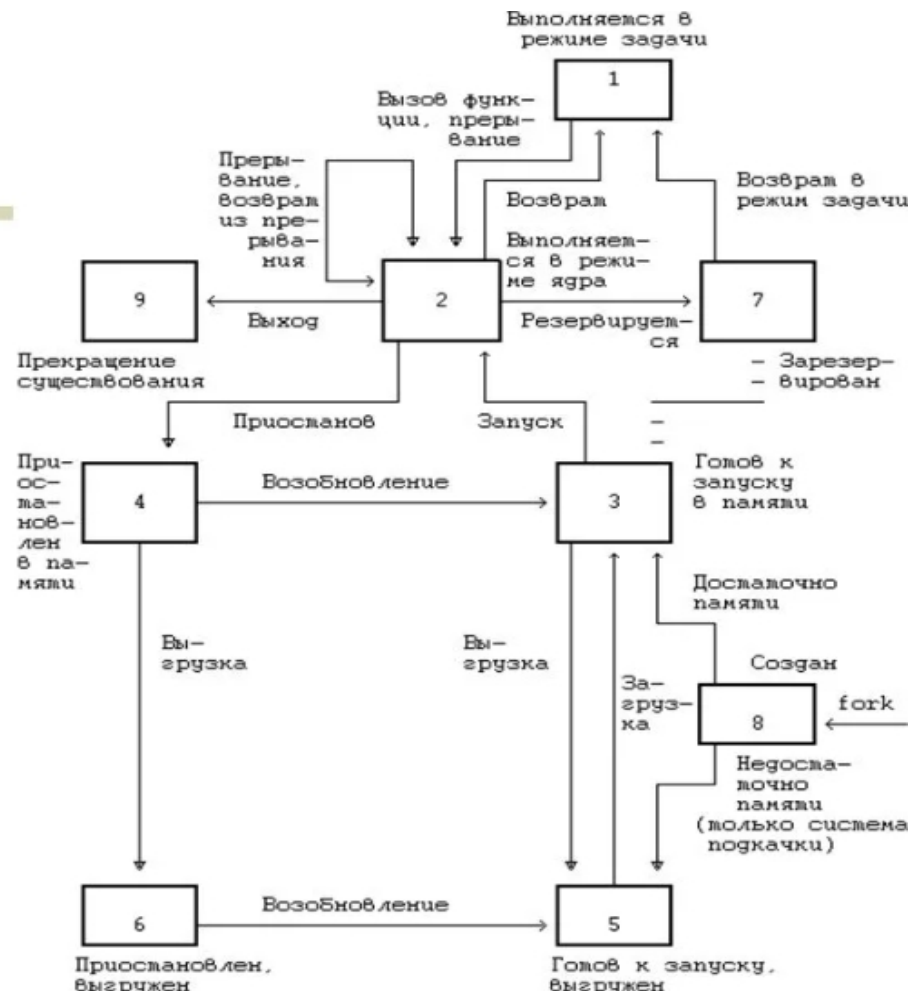 Выполняется в
режиме задачи
1
Вызов функ-
ции, преры-
вание
Преры-
вание,
возврат
из пре-
рыва-
ния
Возврат
Возврат в
режим задачи
Выполняет-
ся в режи-
ме ядра
9
2
7
Выход
Резервирует-
ся
Прекращение
существования
- Зарезер-
- вирован
Приостанов
Запуск
-
-
При-
ос-
та-
нов-
лен
в па-
мяти
4
Возобновление
3
Готов к
запуску
в памяти
Достаточно
памяти
Вы-
грузка
Вы-
грузка
За-
груз-
ка
Создан
8
fork
Недоста-
точно
памяти
(только система
подкачки)
6
Возобновление
5
Приостановлен,
выгружен
Готов к запуску,
выгружен